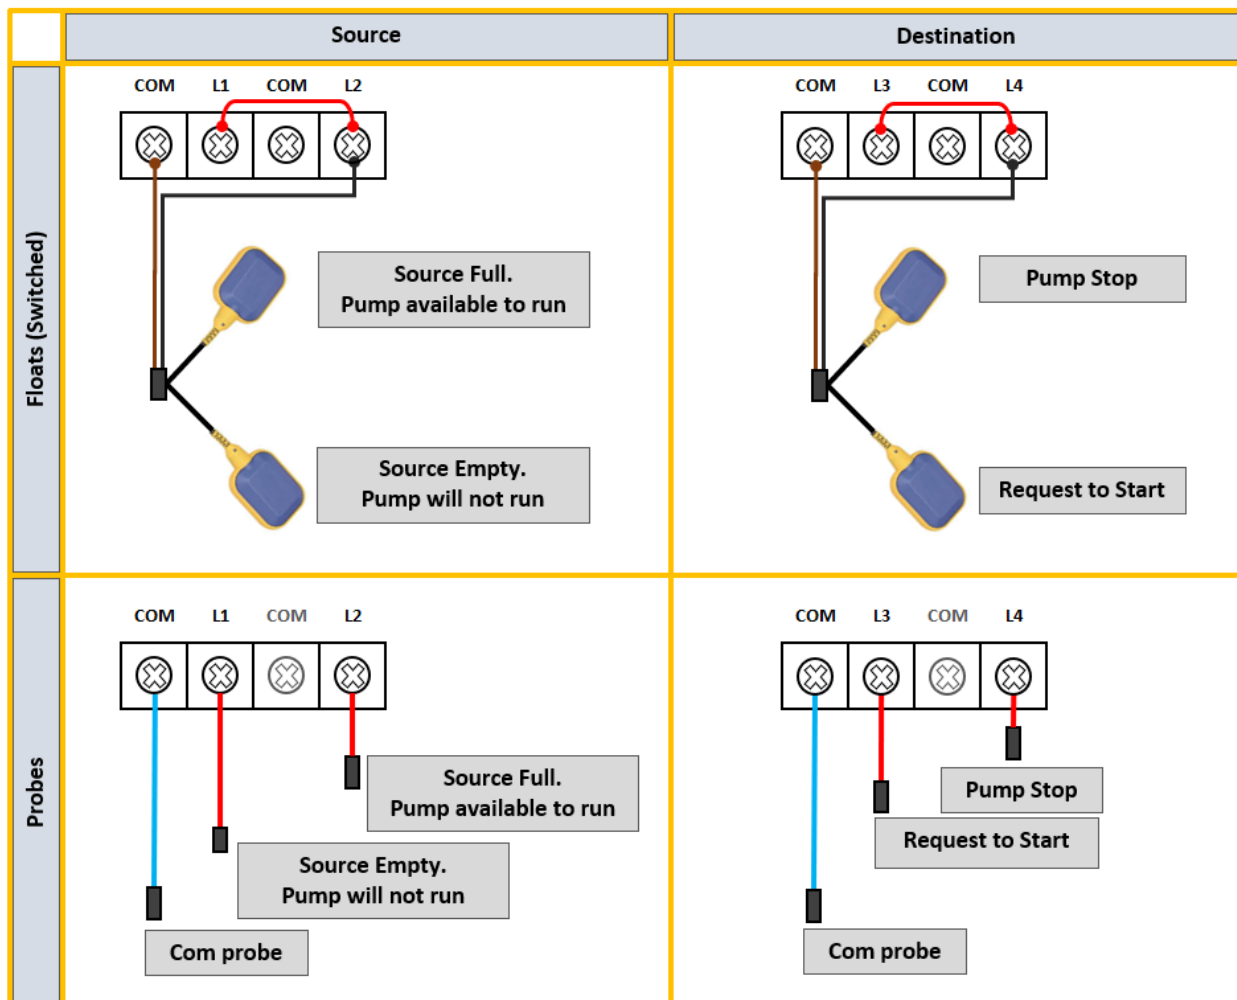 Source
Destination
Floats (Switched)
COM L1 COM L2
COM L3 COM L4
Source Full.
Pump available to run
Pump Stop
Source Empty.
Pump will not run
Request to Start
Probes
COM L1 COM L2
COM L3 COM L4
Source Full.
Pump available to run
Source Empty.
Pump will not run
Com probe
Pump Stop
Request to Start
Com probe